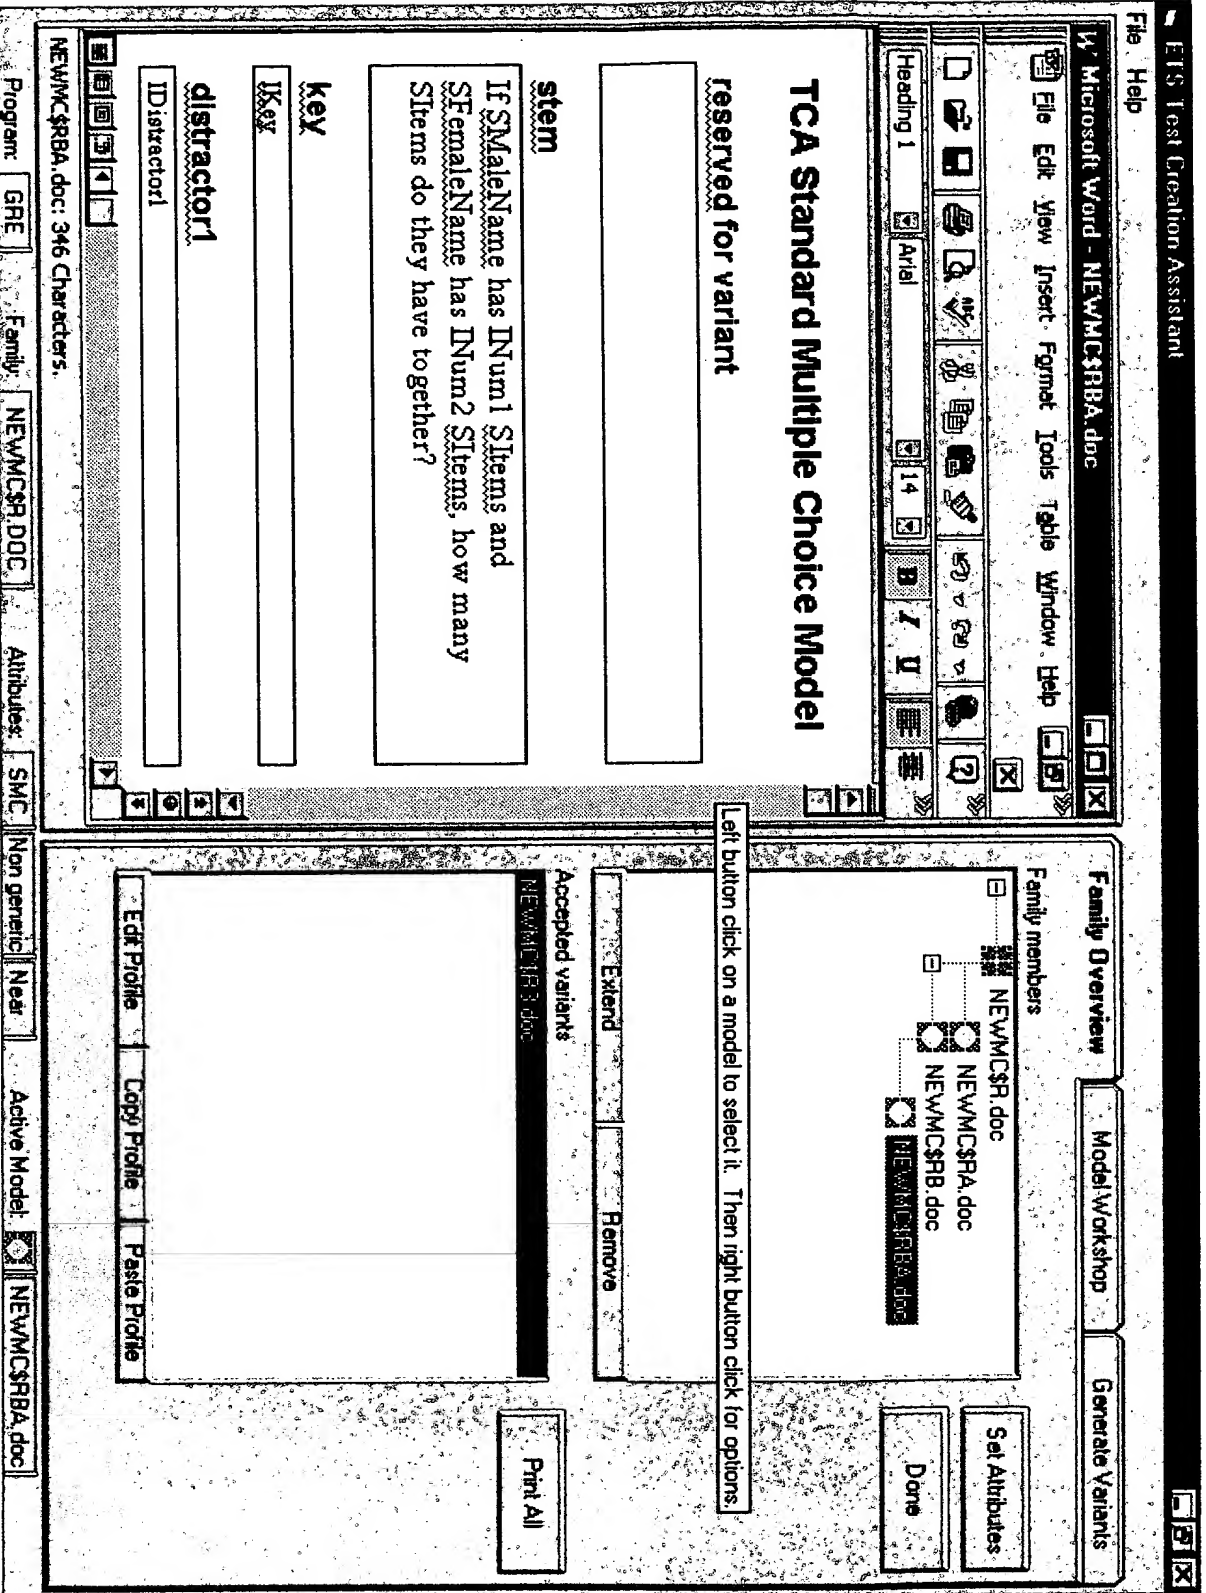 ETS Test Creation Assistant
File Help
W Microsoft Word - NEWMC$RBA.doc
File Edit View Insert Format Tools Table Window Help
ABC
Heading 1 Arial 14 B I U
TCA Standard Multiple Choice Model
reserved for variant
stem
If SMaleName has INum1 SItems and
SFemaleName has INum2 SItems, how many
SItems do they have together?
key
IKey
distractor1
IDistractor1
NEWMC$RBA.doc: 346 Characters.
Family Overview Model Workshop Generate Variants
Family members
NEWMC$R.doc
NEWMC$RA.doc
NEWMC$RB.doc
NEWMC$RBA.doc
Set Attributes
Done
Left button click on a model to select it. Then right button click for options.
Extend Remove
Accepted variants
Print All
Edit Profile Copy Profile Paste Profile
Program: GRE Family: NEWMC$R.DOC Attributes: SMC Non generic Near Active Model: NEWMC$RBA.doc